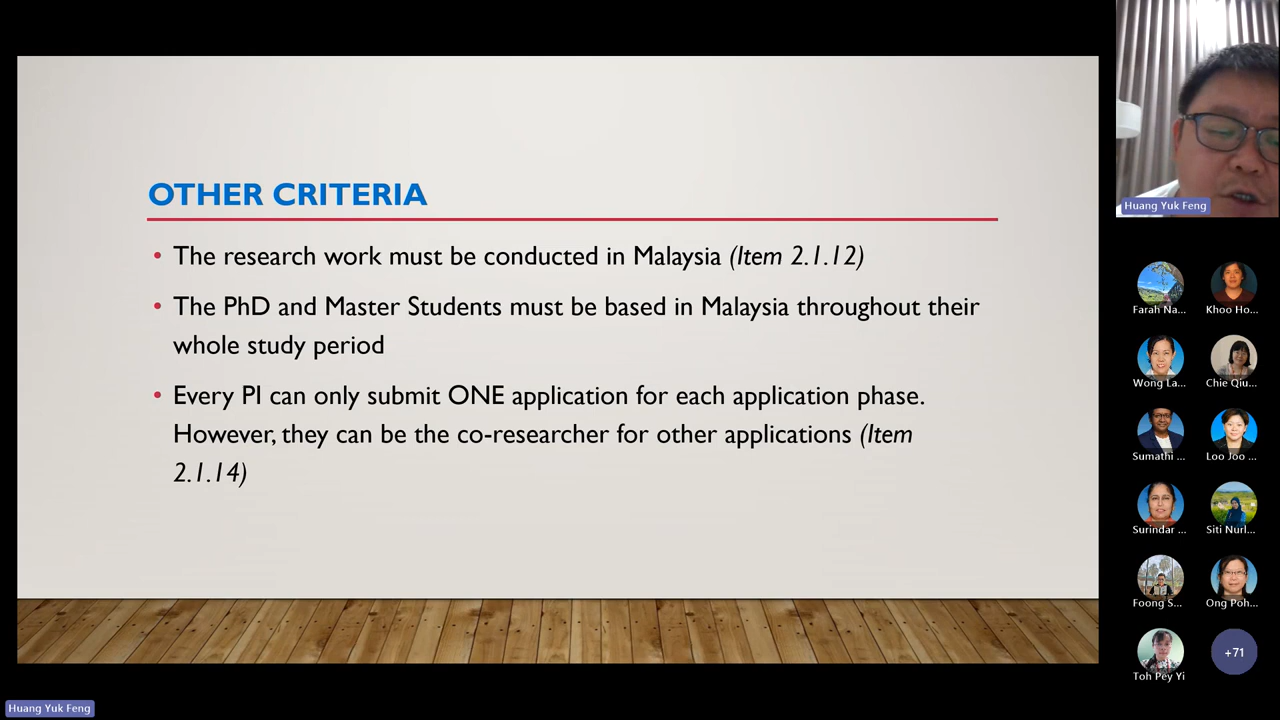 OTHER CRITERIA
• The research work must be conducted in Malaysia (Item 2.1.12)
• The PhD and Master Students must be based in Malaysia throughout their
whole study period
• Every PI can only submit ONE application for each application phase.
However, they can be the co-researcher for other applications (Item
2.1.14)
Huang Yuk Feng
Farah Na...
Khoo Ho...
Wong La...
Chie Qiu...
Sumathi ...
Loo Joo ...
Surindar ...
Siti Nurl...
Foong S...
Ong Poh...
Toh Pey Yi
+71
Huang Yuk Feng